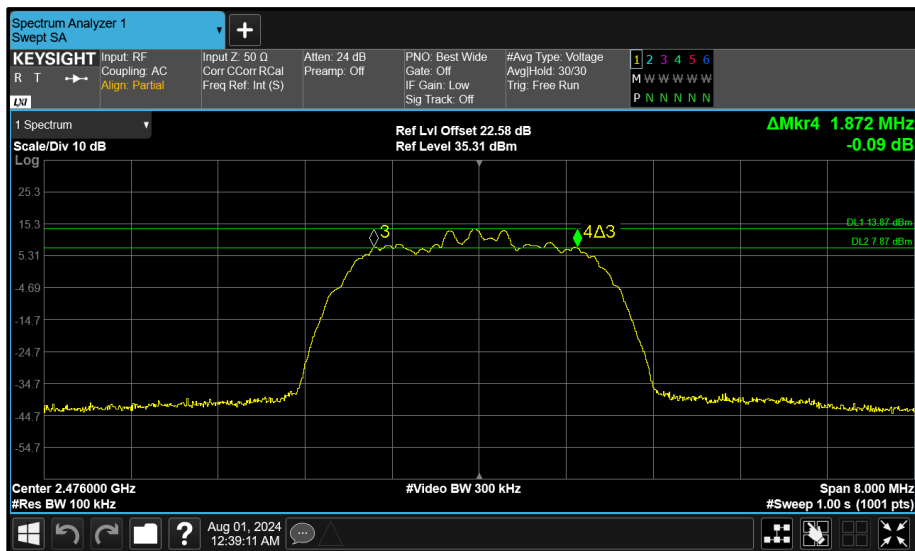 Spectrum Analyzer 1
Swept SA
KEYSIGHT
R T
LXI
Input: RF
Coupling: AC
Align: Partial
Input Z: 50 Ω
Corr CCorr RCal
Freq Ref: Int (S)
Atten: 24 dB
Preamp: Off
PNO: Best Wide
Gate: Off
IF Gain: Low
Sig Track: Off
#Avg Type: Voltage
Avg|Hold: 30/30
Trig: Free Run
1 2 3 4 5 6
M W W W W W
P N N N N N
1 Spectrum
Scale/Div 10 dB
Ref Lvl Offset 22.58 dB
Ref Level 35.31 dBm
ΔMkr4 1.872 MHz
-0.09 dB
Log
25.3
15.3
5.31
-4.69
-14.7
-24.7
-34.7
-44.7
-54.7
3
4Δ3
DL1 13.87 dBm
DL2 7.87 dBm
Center 2.476000 GHz
#Res BW 100 kHz
#Video BW 300 kHz
Span 8.000 MHz
#Sweep 1.00 s (1001 pts)
?
Aug 01, 2024
12:39:11 AM